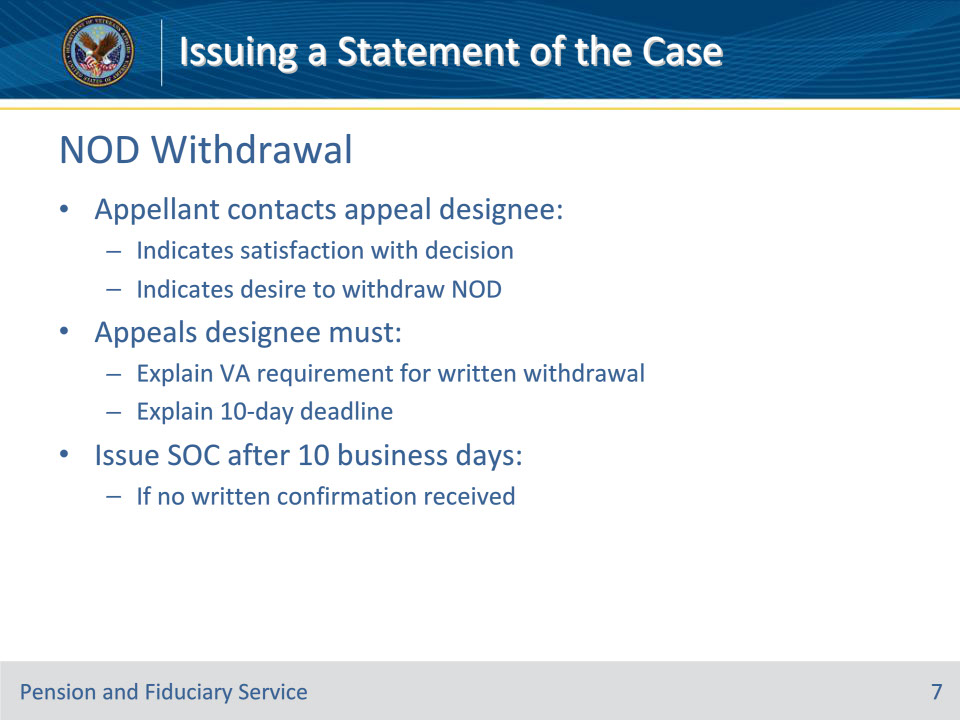 Issuing a Statement of the Case
NOD Withdrawal
• Appellant contacts appeal designee:
– Indicates satisfaction with decision
– Indicates desire to withdraw NOD
• Appeals designee must:
– Explain VA requirement for written withdrawal
– Explain 10-day deadline
• Issue SOC after 10 business days:
– If no written confirmation received
Pension and Fiduciary Service
7